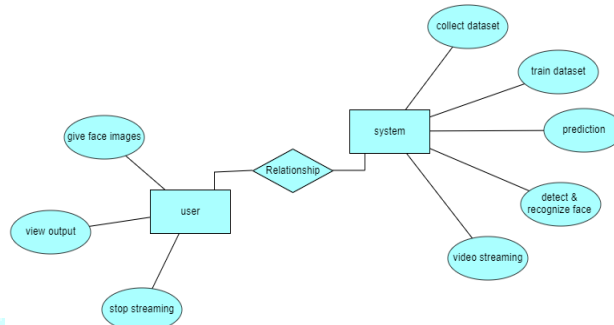 collect dataset
train dataset
system
prediction
give face images
Relationship
detect &
recognize face
user
view output
video streaming
stop streaming